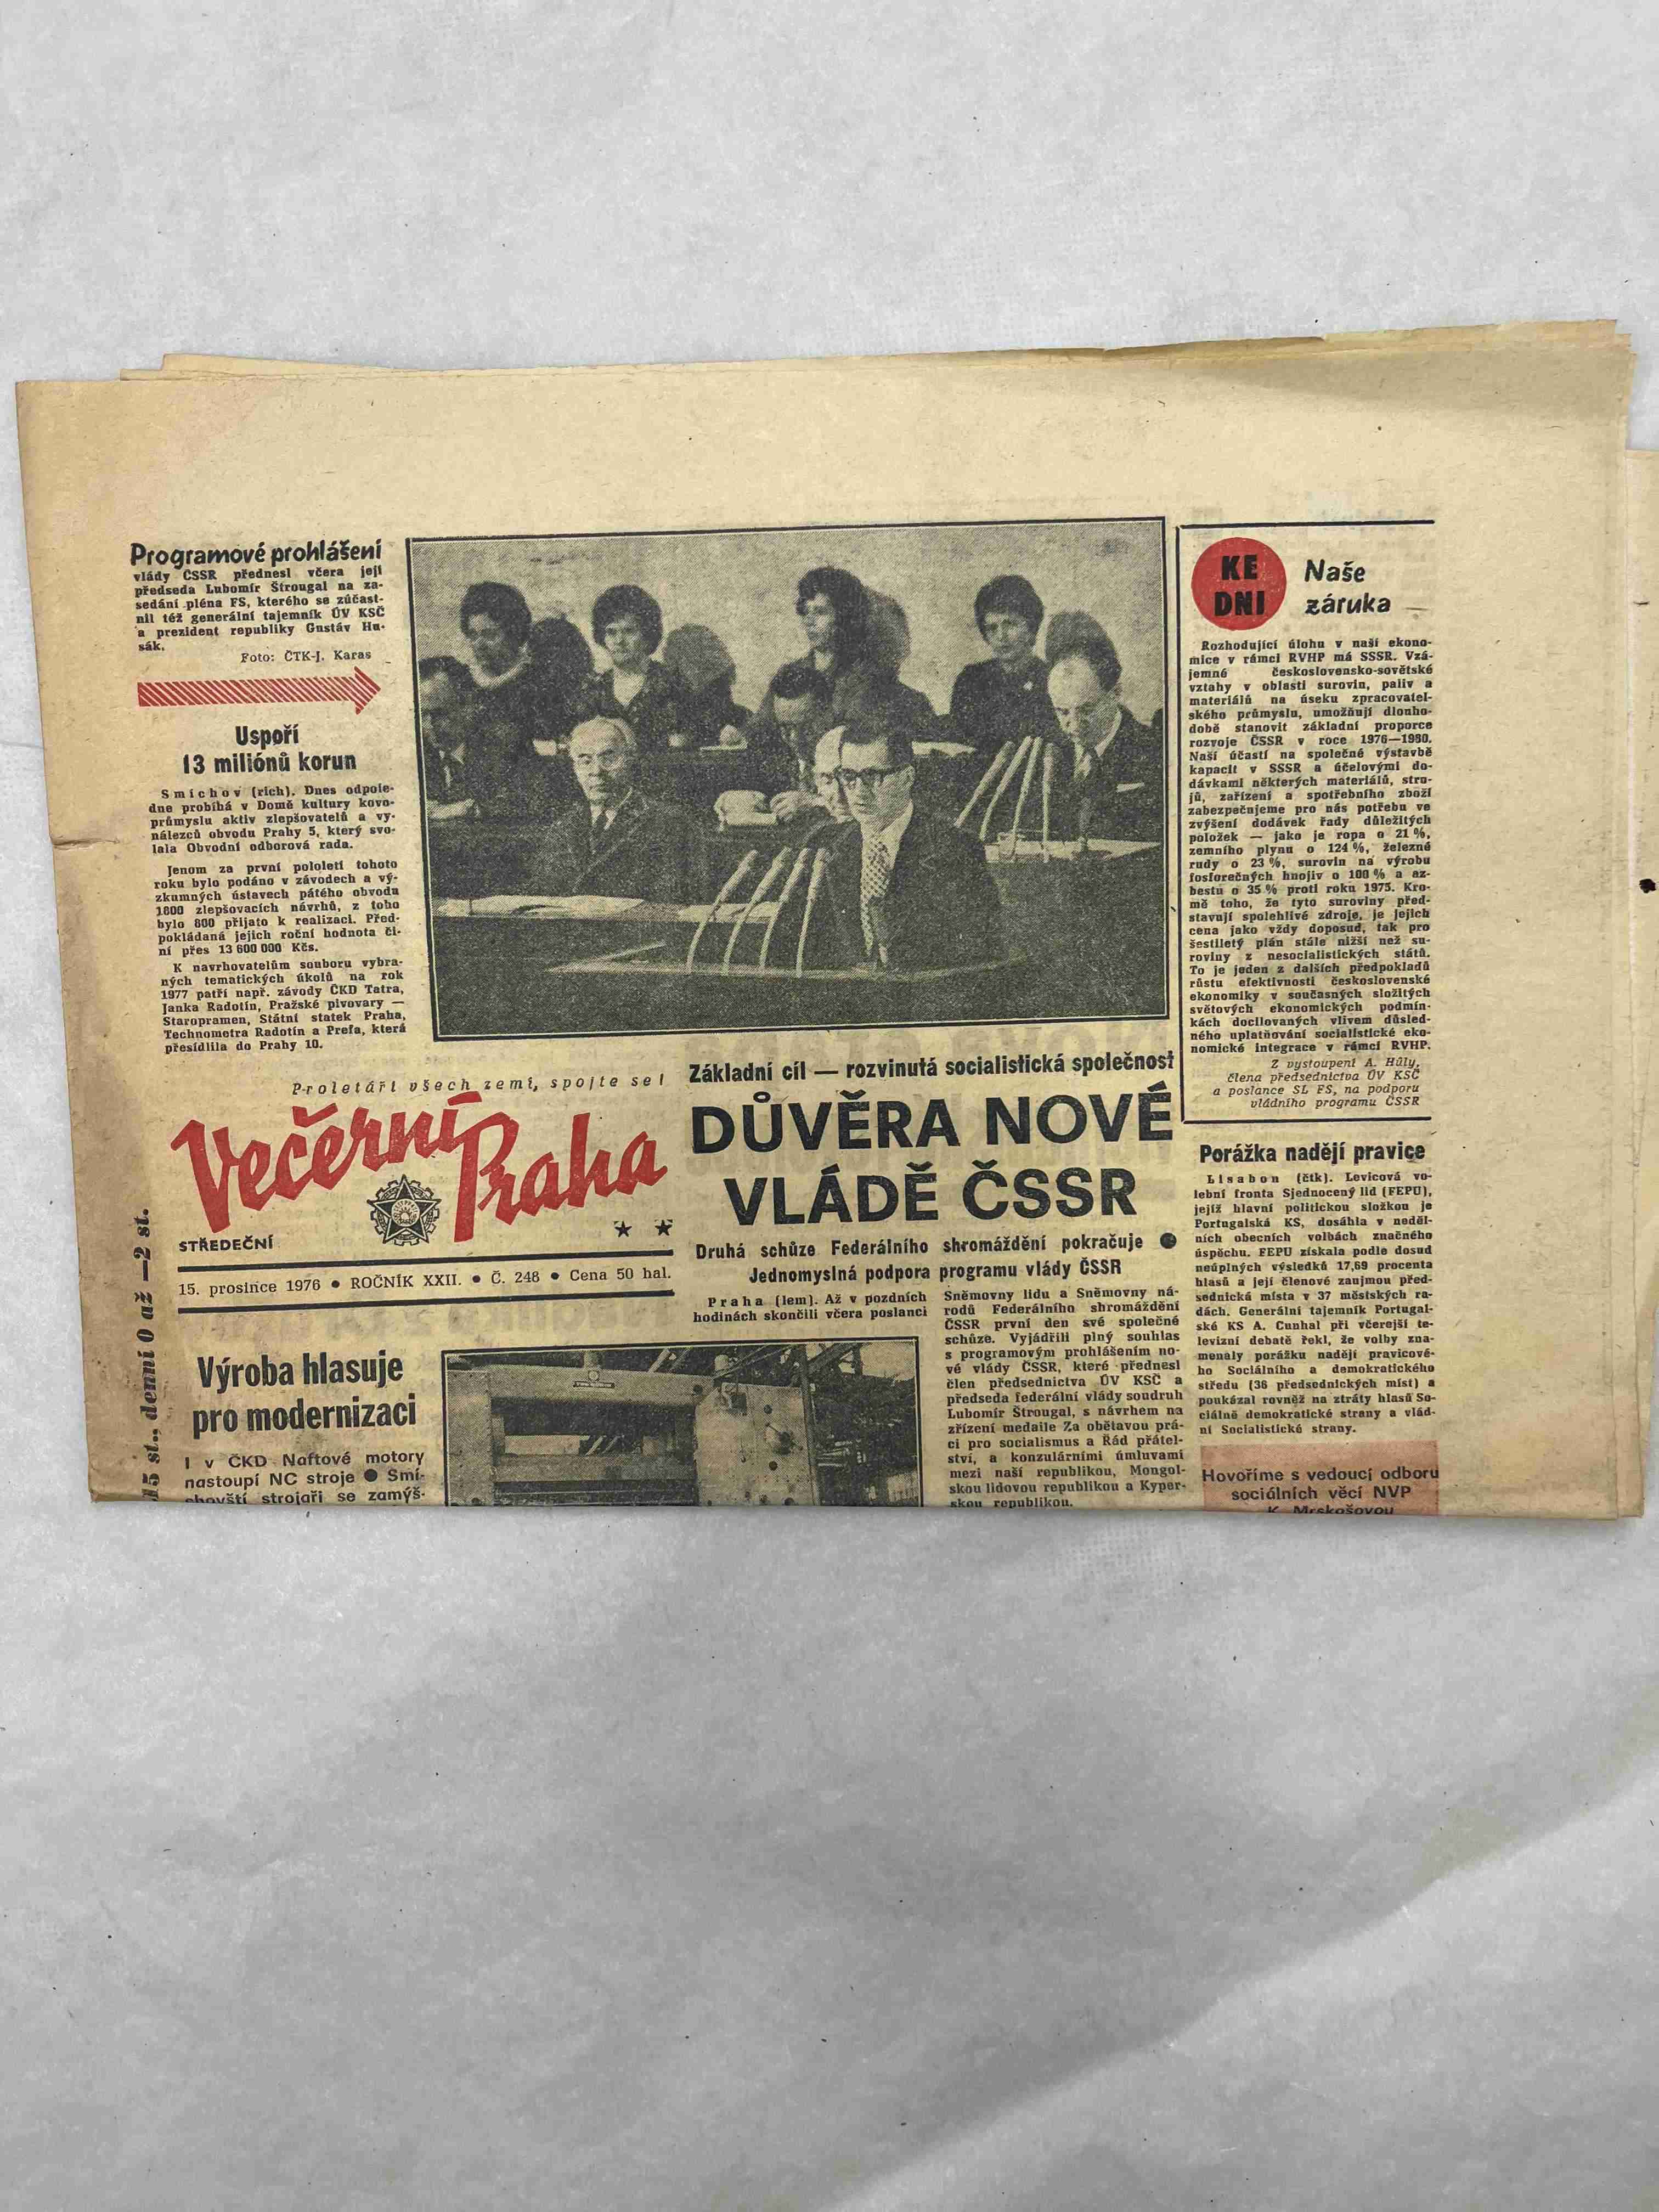 Programové prohlášení
vlády ČSSR přednesl včera její
předseda Lubomír Štrougal na za-
sedání pléna FS, kterého se zúčast-
nil též generální tajemník ÚV KSČ
a prezident republiky Gustáv Hu-
sák.
Foto: ČTK-J. Karas
Uspoří
13 miliónů korun
Smíchov (rich). Dnes odpole-
dne probíhá v Domě kultury kovo-
průmyslu aktiv zlepšovatelů a vy-
nálezců obvodu Prahy 5, který svo-
lala Obvodní odborová rada.
Jenom za první pololetí tohoto
roku bylo podáno v závodech a vý-
zkumných ústavech pátého obvodu
1600 zlepšovacích návrhů, z toho
bylo 800 přijato k realizaci. Před-
pokládaná jejich roční hodnota či-
ní přes 13 600 000 Kčs.
K navrhovatelům souboru vybra-
ných tematických úkolů na rok
1977 patří např. závody ČKD Tatra,
Janka Radotín, Pražské pivovary —
Staropramen, Státní statek Praha,
Technometra Radotín a Prefa, která
přesídlila do Prahy 10.
KE
DNI
Naše
záruka
Rozhodující úlohu v naší ekono-
mice v rámci RVHP má SSSR. Vzá-
jemné československo-sovětské
vztahy v oblasti surovin, paliv a
materiálů na úseku zpracovatel-
ského průmyslu, umožňují dlouho-
době stanovit základní proporce
rozvoje ČSSR v roce 1976—1980.
Naší účastí na společné výstavbě
kapacit v SSSR a účelovými do-
dávkami některých materiálů, stro-
jů, zařízení a spotřebního zboží
zabezpečujeme pro nás potřebu ve
zvýšení dodávek řady důležitých
položek — jako je ropa o 21 %,
zemního plynu o 124 %, železné
rudy o 23 %, surovin na výrobu
fosforečných hnojiv o 100 % a az-
bestu o 35 % proti roku 1975. Kro-
mě toho, že tyto suroviny před-
stavují spolehlivé zdroje, je jejich
cena jako vždy doposud, tak pro
šestiletý plán stále nižší než su-
roviny z nesocialistických států.
To je jeden z dalších předpokladů
růstu efektivnosti československé
ekonomiky v současných složitých
světových ekonomických podmín-
kách docilovaných vlivem důsled-
ného uplatňování socialistické eko-
nomické integrace v rámci RVHP.
Z vystoupení A. Hůly,
člena předsednictva ÚV KSČ
a poslance SL FS, na podporu
vládního programu ČSSR
Proletáři všech zemí, spojte se!
Večerní
Praha
STŘEDEČNÍ
15. prosince 1976 • ROČNÍK XXII. • Č. 248 • Cena 50 hal.
15 st., denní 0 až —2 st.
Základní cíl — rozvinutá socialistická společnost
DŮVĚRA NOVÉ
VLÁDĚ ČSSR
Druhá schůze Federálního shromáždění pokračuje ●
Jednomyslná podpora programu vlády ČSSR
Praha (lem). Až v pozdních
hodinách skončili včera poslanci
Sněmovny lidu a Sněmovny ná-
rodů Federálního shromáždění
ČSSR první den své společné
schůze. Vyjádřili plný souhlas
s programovým prohlášením no-
vé vlády ČSSR, které přednesl
člen předsednictva ÚV KSČ a
předseda federální vlády soudruh
Lubomír Štrougal, s návrhem na
zřízení medaile Za obětavou prá-
ci pro socialismus a Řád přátel-
ství, a konzulárními úmluvami
mezi naší republikou, Mongol-
skou lidovou republikou a Kyper-
skou republikou.
Výroba hlasuje
pro modernizaci
I v ČKD Naftové motory
nastoupí NC stroje ● Smí-
chovští strojaři se zamýš-
Porážka nadějí pravice
Lisabon (čtk). Levicová vo-
lební fronta Sjednocený lid (FEPU),
jejíž hlavní politickou složkou je
Portugalská KS, dosáhla v neděl-
ních obecních volbách značného
úspěchu. FEPU získala podle dosud
neúplných výsledků 17,69 procenta
hlasů a její členové zaujmou před-
sednická místa v 37 městských ra-
dách. Generální tajemník Portugal-
ské KS A. Cunhal při včerejší te-
levizní debatě řekl, že volby zna-
menaly porážku nadějí pravicové-
ho Sociálního a demokratického
středu (36 předsednických míst) a
poukázal rovněž na ztráty hlasů So-
ciálně demokratické strany a vlád-
ní Socialistické strany.
Hovoříme s vedoucí odboru
sociálních věcí NVP
K. Mrskošovou